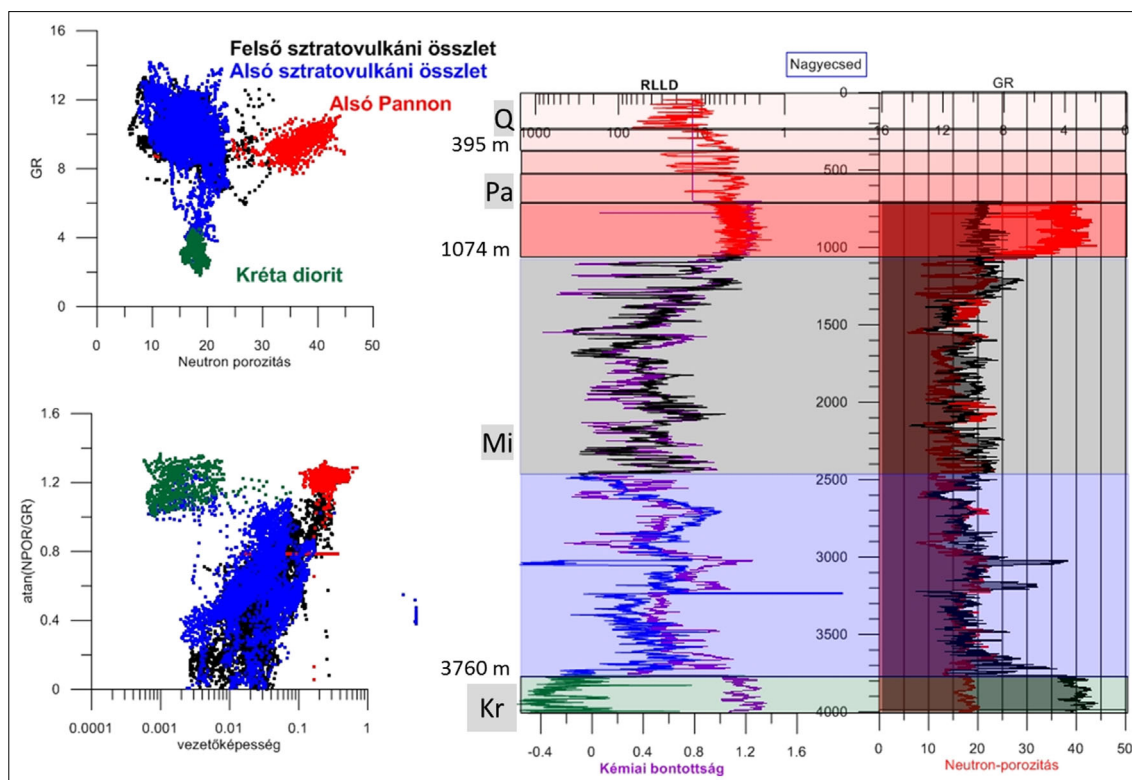 16
12
8
4
0
GR
0 10 20 30 40 50
Neutron porozitás
Felső sztratovulkáni összlet
Alsó sztratovulkáni összlet
Alsó Pannon
Kréta diorit
1.6
1.2
0.8
0.4
0
atan(NPOR/GR)
0.0001 0.001 0.01 0.1 1
vezetőképesség
Nagyecsed
RLLD
1000 100 10 1
Q
395 m
Pa
1074 m
Mi
3760 m
Kr
-0.4 0 0.4 0.8 1.2 1.6
Kémiai bontottság
0
500
1000
1500
2000
2500
3000
3500
4000
GR
16 12 8 4 0
0 10 20 30 40 50
Neutron-porozitás